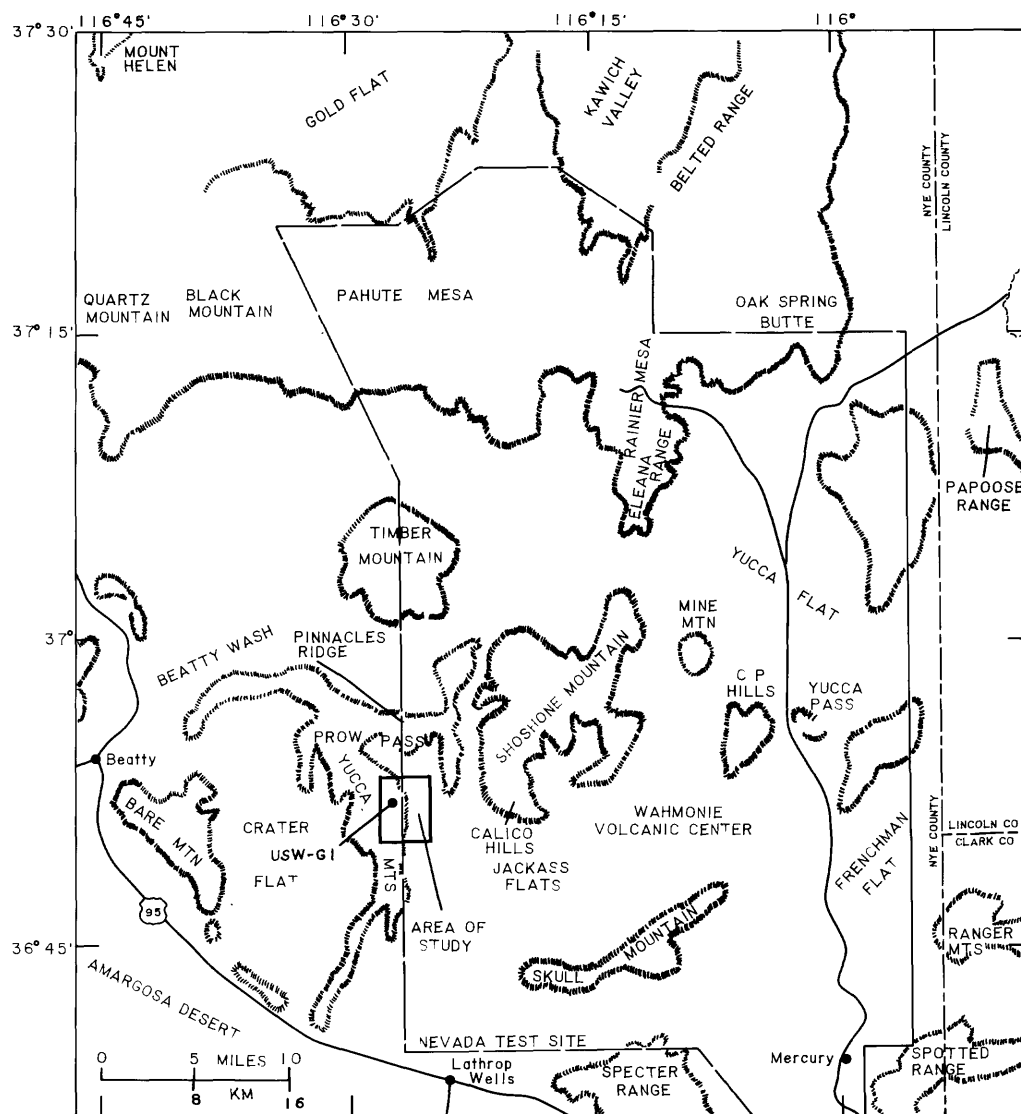 116°45'
116°30'
116°15'
116°
37°30'
MOUNT
HELEN
GOLD FLAT
KAWICH
VALLEY
BELTED RANGE
NYE COUNTY
LINCOLN COUNTY
QUARTZ
MOUNTAIN
BLACK
MOUNTAIN
PAHUTE MESA
OAK SPRING
BUTTE
37°15'
RAINIER MESA
ELEANA
RANGE
PAPOOSE
RANGE
TIMBER
MOUNTAIN
YUCCA
FLAT
MINE
MTN
37°
BEATTY WASH
PINNACLES
RIDGE
SHOSHONE MOUNTAIN
C P
HILLS
YUCCA
PASS
PROW PASS
Beatty
YUCCA
MTS
BARE
MTN
CRATER
FLAT
USW-G1
CALICO
HILLS
JACKASS
FLATS
WAHMONIE
VOLCANIC CENTER
FRENCHMAN
FLAT
NYE COUNTY
LINCOLN CO
CLARK CO
95
AREA OF
STUDY
36°45'
SKULL
MOUNTAIN
RANGER
MTS
AMARGOSA DESERT
NEVADA TEST SITE
0 5 MILES 10
8 KM 16
Lathrop
Wells
SPECTER
RANGE
Mercury
SPOTTED
RANGE